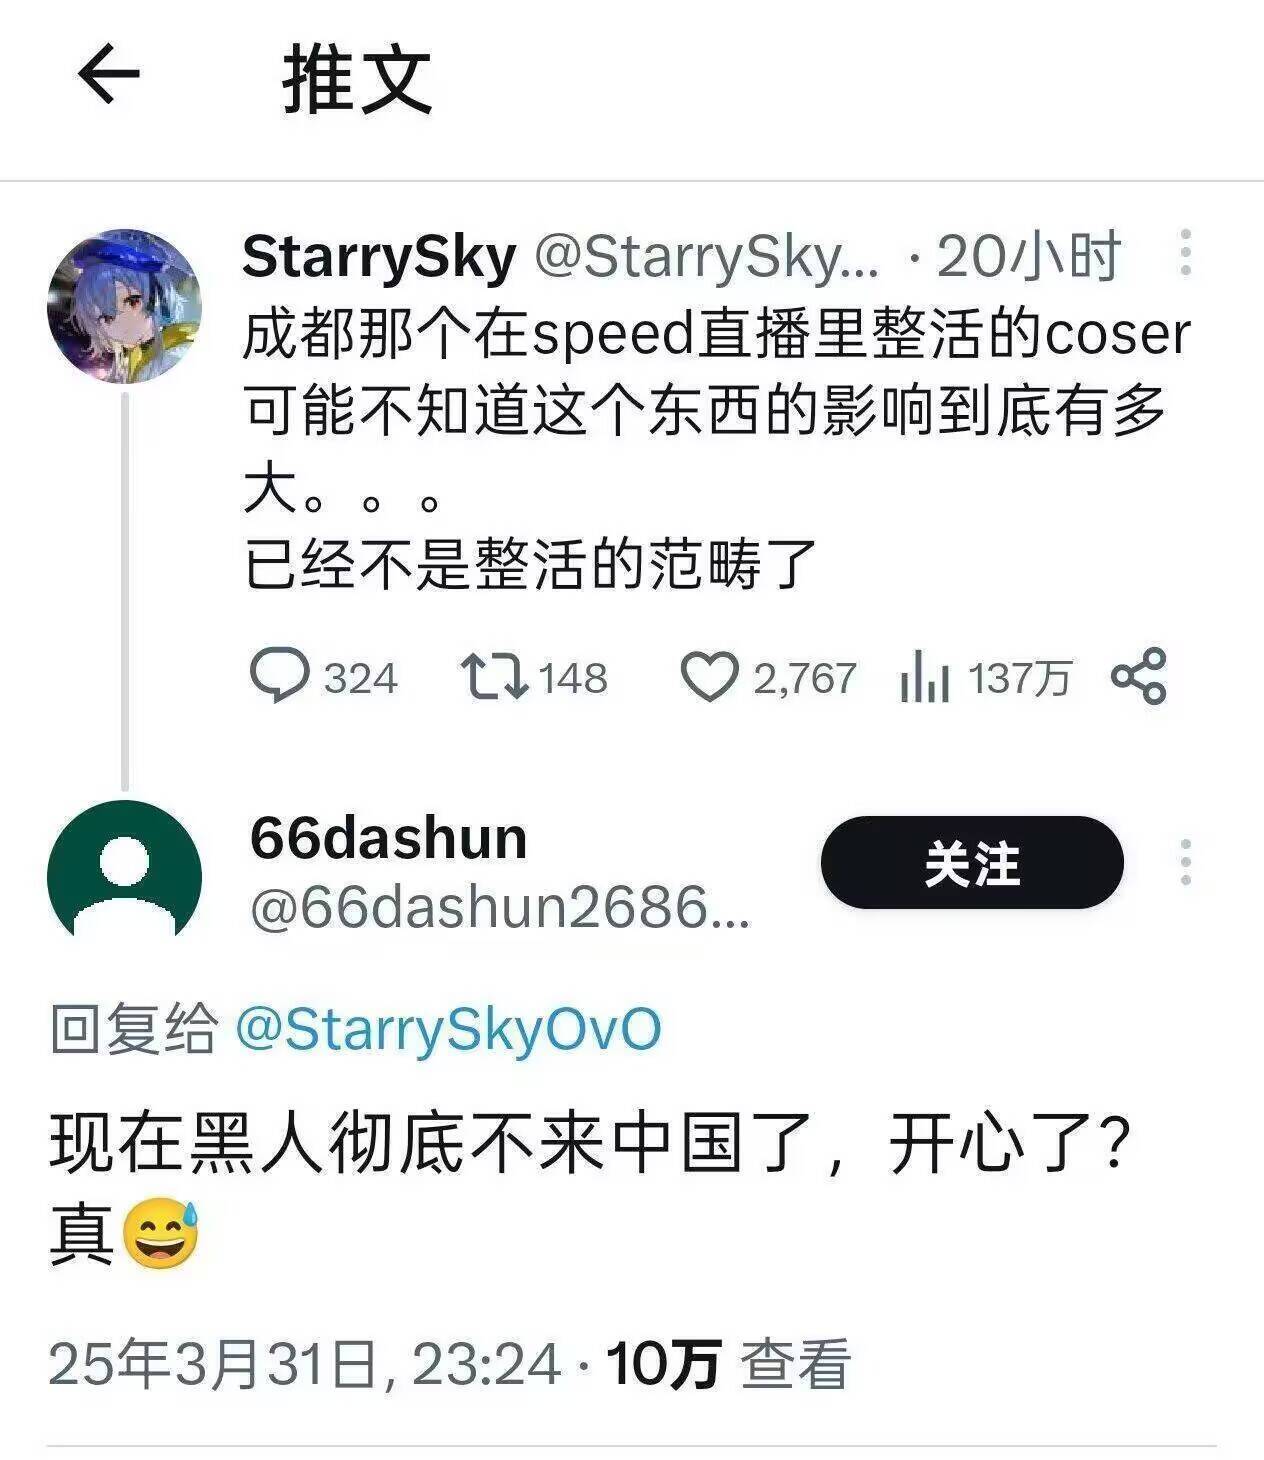 推文
StarrySky @StarrySky... · 20小时
成都那个在speed直播里整活的coser
可能不知道这个东西的影响到底有多
大。。。
已经不是整活的范畴了
324 148 2,767 137万
66dashun
关注
@66dashun2686...
回复给 @StarrySkyOvO
现在黑人彻底不来中国了，开心了？
真😅
25年3月31日, 23:24 · 10万 查看